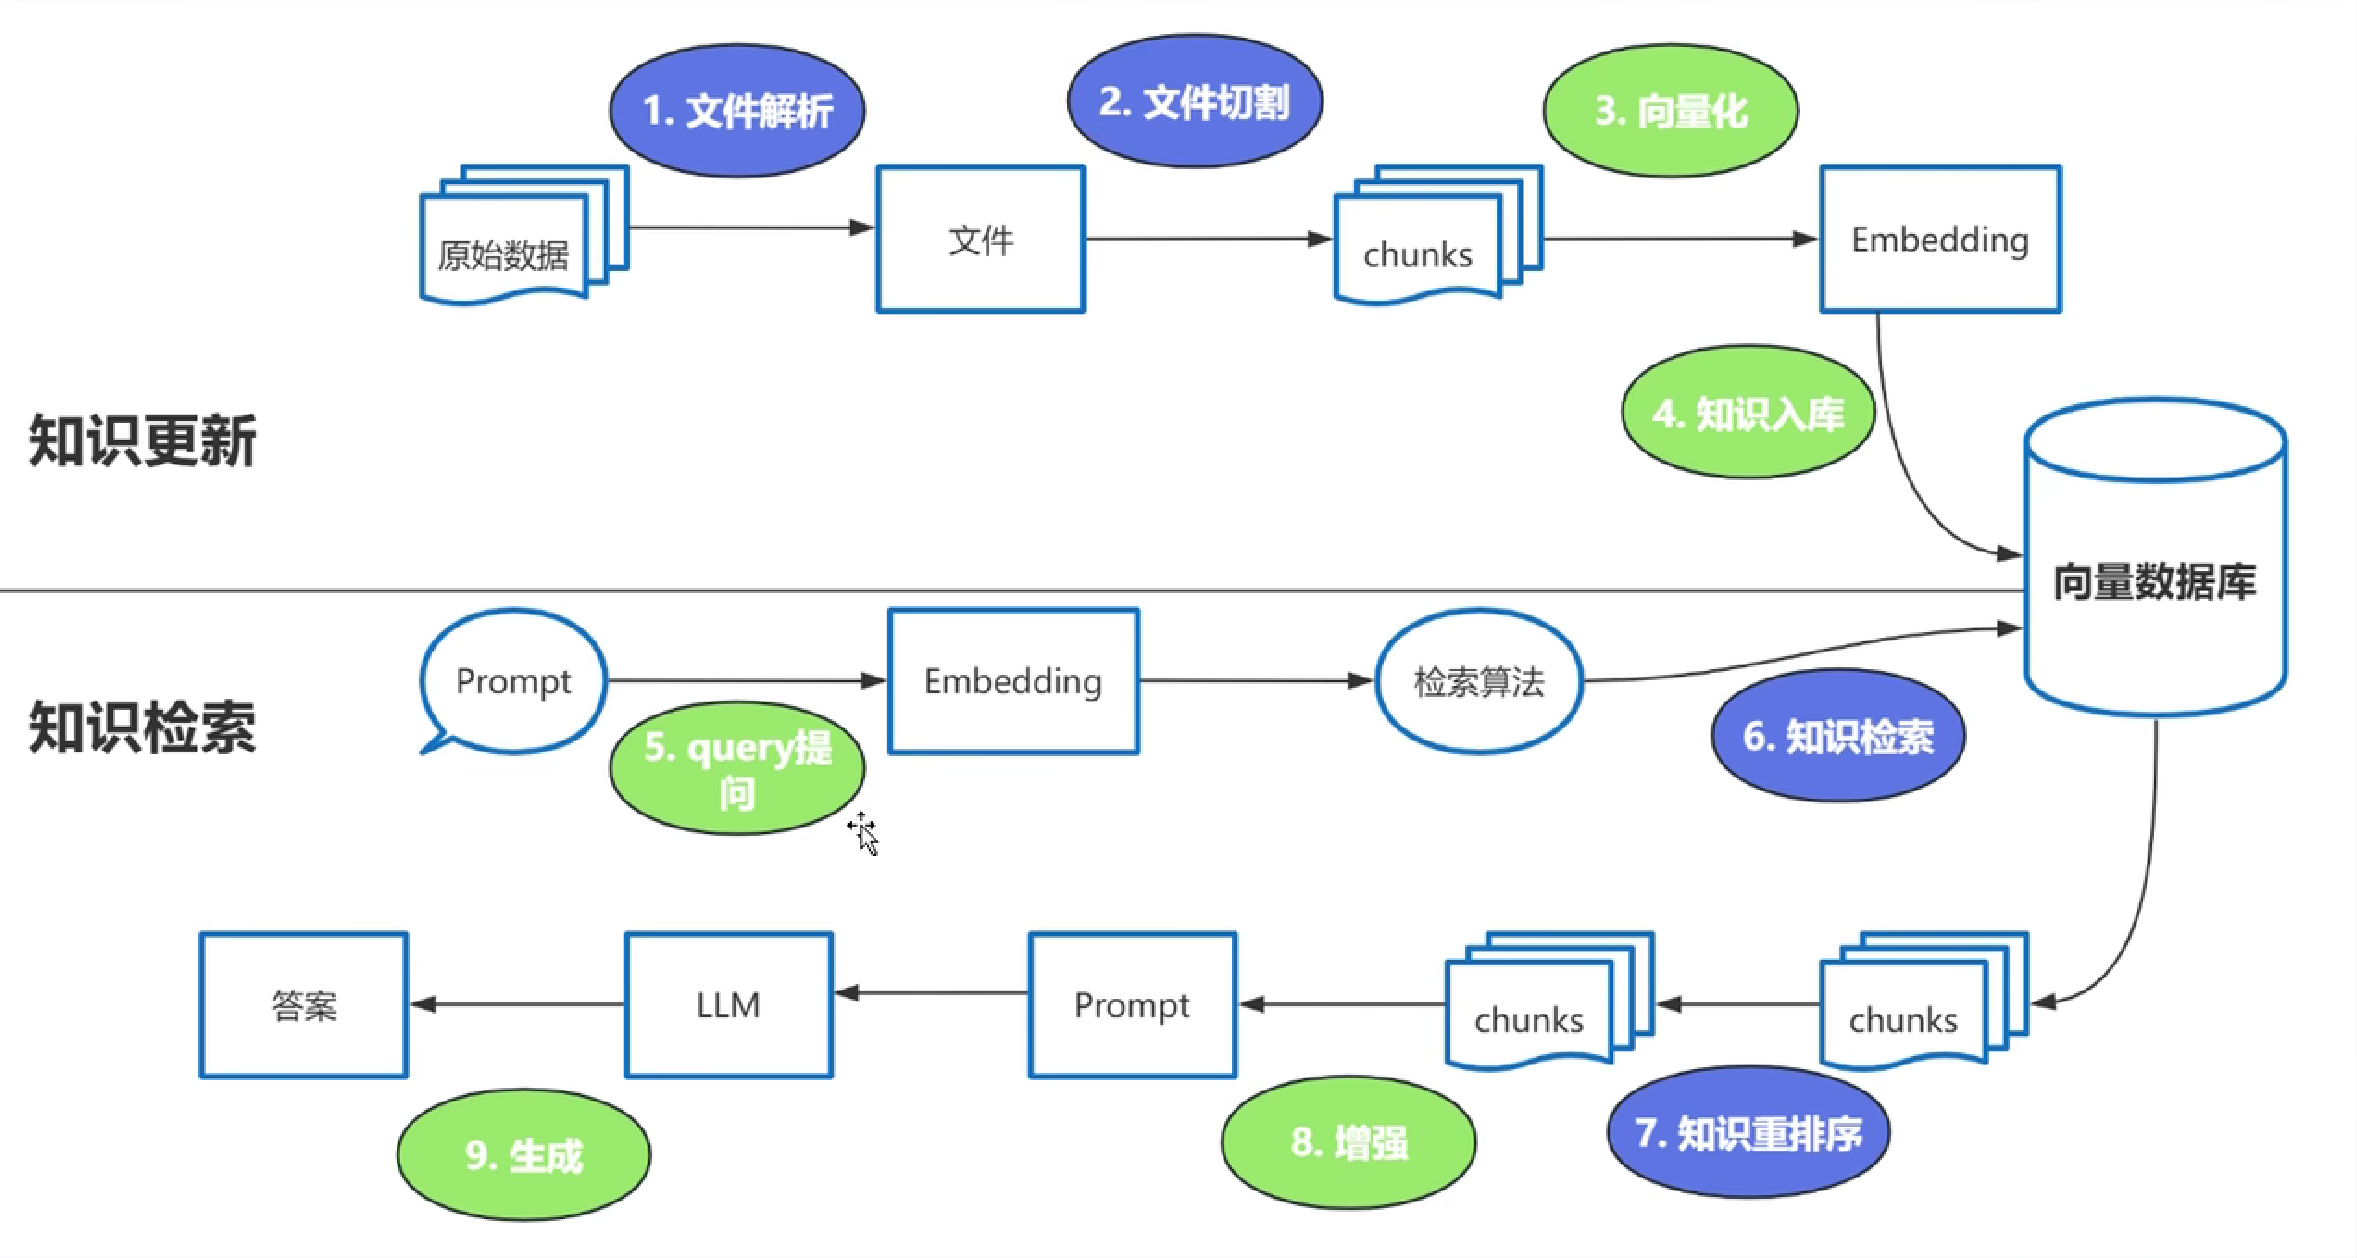 1. 文件解析
2. 文件切割
3. 向量化
原始数据
文件
chunks
Embedding
4. 知识入库
知识更新
向量数据库
Prompt
Embedding
检索算法
知识检索
5. query提
问
6. 知识检索
答案
LLM
Prompt
chunks
chunks
9. 生成
8. 增强
7. 知识重排序